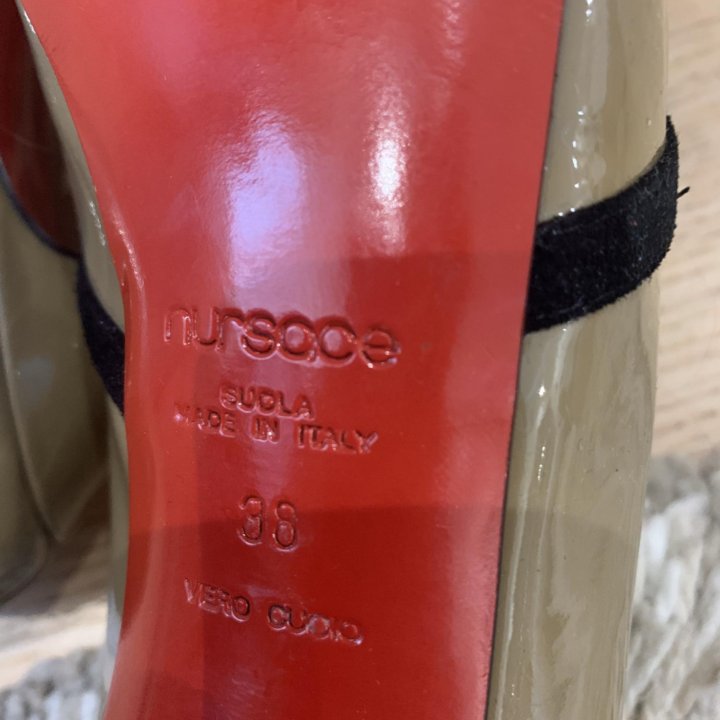 nursace
SUOLA
MADE IN ITALY
38
VERO CUOIO